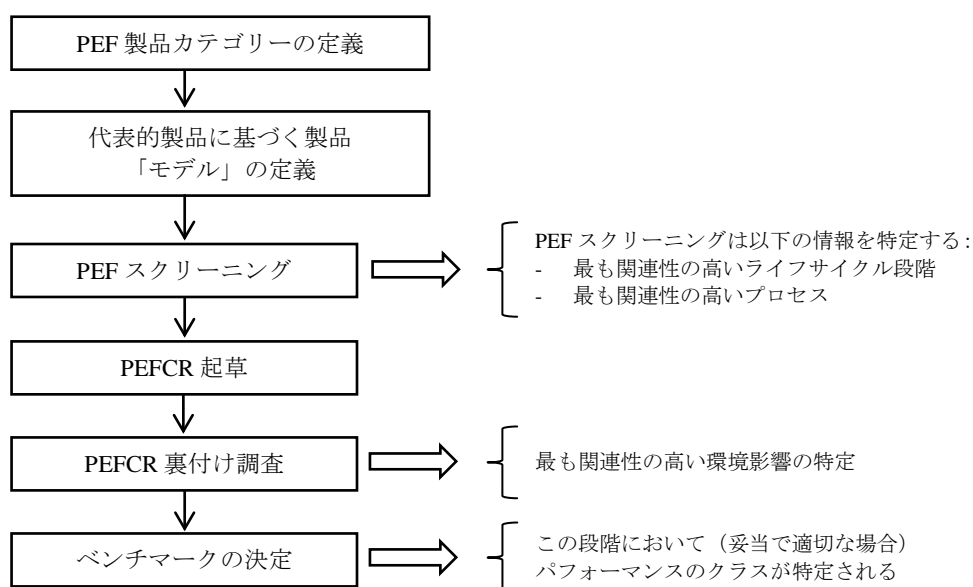 PEF 製品カテゴリーの定義
代表的製品に基づく製品
「モデル」の定義
PEF スクリーニング
PEF スクリーニングは以下の情報を特定する:
- 最も関連性の高いライフサイクル段階
- 最も関連性の高いプロセス
PEFCR 起草
PEFCR 裏付け調査
最も関連性の高い環境影響の特定
ベンチマークの決定
この段階において（妥当で適切な場合）
パフォーマンスのクラスが特定される